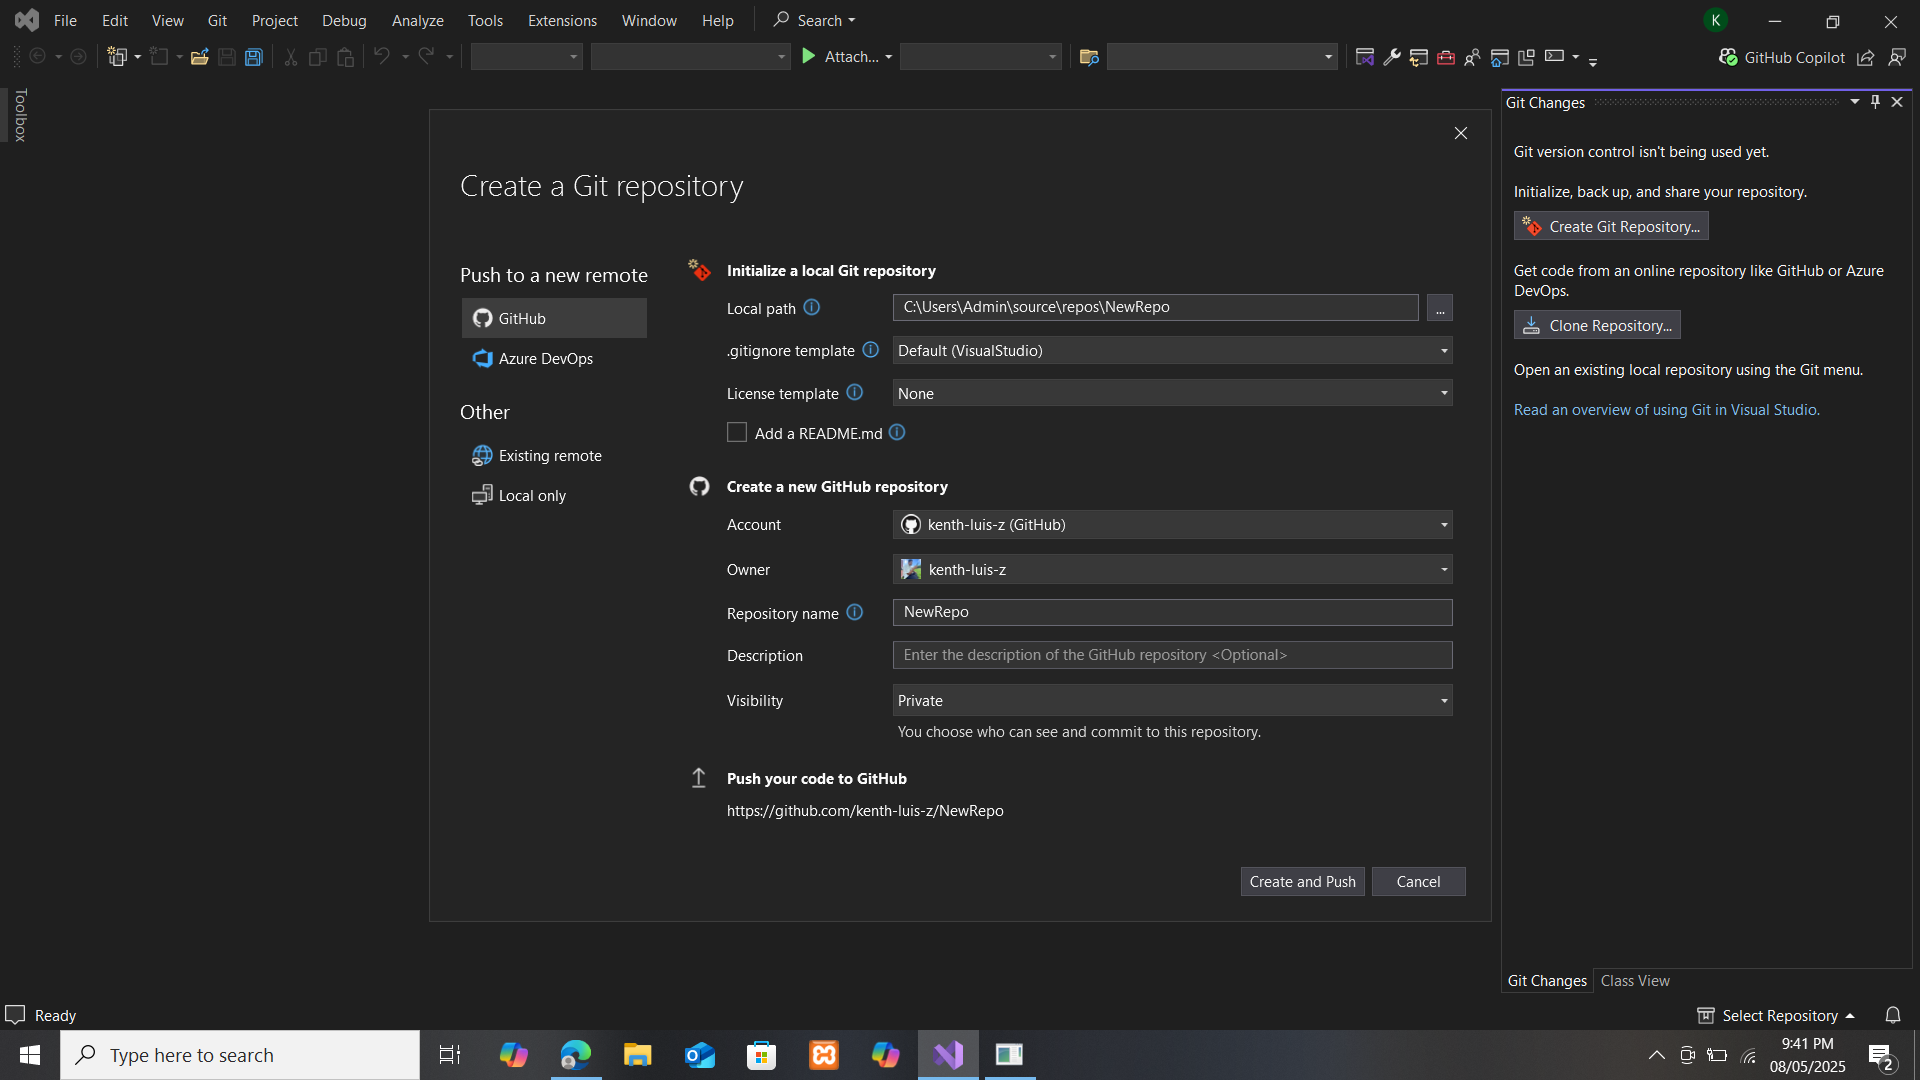 File Edit View Git Project Debug Analyze Tools Extensions Window Help Search K
Attach... GitHub Copilot
Toolbox
Create a Git repository
Push to a new remote
GitHub
Azure DevOps
Other
Existing remote
Local only
Initialize a local Git repository
Local path C:\Users\Admin\source\repos\NewRepo ...
.gitignore template Default (VisualStudio)
License template None
Add a README.md
Create a new GitHub repository
Account kenth-luis-z (GitHub)
Owner kenth-luis-z
Repository name NewRepo
Description Enter the description of the GitHub repository <Optional>
Visibility Private
You choose who can see and commit to this repository.
Push your code to GitHub
https://github.com/kenth-luis-z/NewRepo
Create and Push Cancel
Git Changes
Git version control isn't being used yet.
Initialize, back up, and share your repository.
Create Git Repository...
Get code from an online repository like GitHub or Azure
DevOps.
Clone Repository...
Open an existing local repository using the Git menu.
Read an overview of using Git in Visual Studio.
Git Changes Class View
Ready Select Repository
Type here to search
9:41 PM
08/05/2025
2